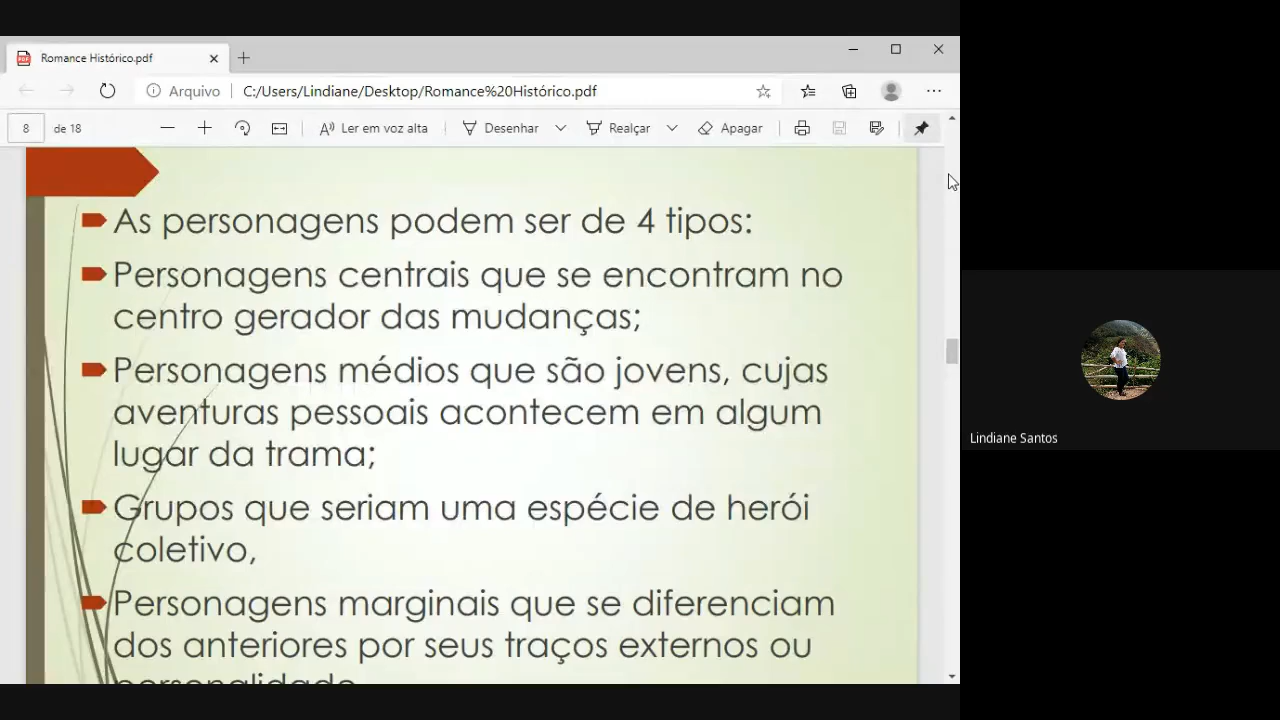 Romance Histórico.pdf
Arquivo
C:/Users/Lindiane/Desktop/Romance%20Histórico.pdf
8 de 18
Ler em voz alta
Desenhar
Realçar
Apagar
As personagens podem ser de 4 tipos:
Personagens centrais que se encontram no
centro gerador das mudanças;
Personagens médios que são jovens, cujas
aventuras pessoais acontecem em algum
lugar da trama;
Grupos que seriam uma espécie de herói
coletivo,
Personagens marginais que se diferenciam
dos anteriores por seus traços externos ou
personalidade
Lindiane Santos